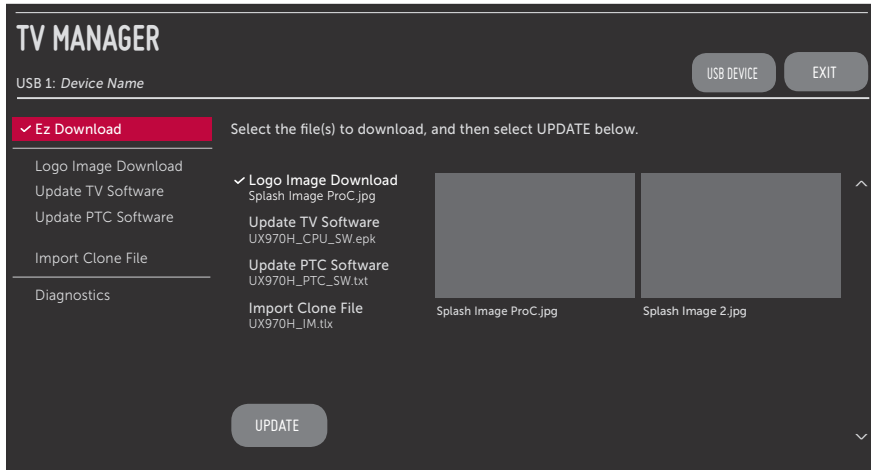 TV MANAGER
USB 1: Device Name
USB DEVICE
EXIT
Ez Download
Logo Image Download
Update TV Software
Update PTC Software
Import Clone File
Diagnostics
Select the file(s) to download, and then select UPDATE below.
Logo Image Download
Splash Image ProC.jpg
Update TV Software
UX970H_CPU_SW.epk
Update PTC Software
UX970H_PTC_SW.txt
Import Clone File
UX970H_IM.tlx
Splash Image ProC.jpg
Splash Image 2.jpg
UPDATE